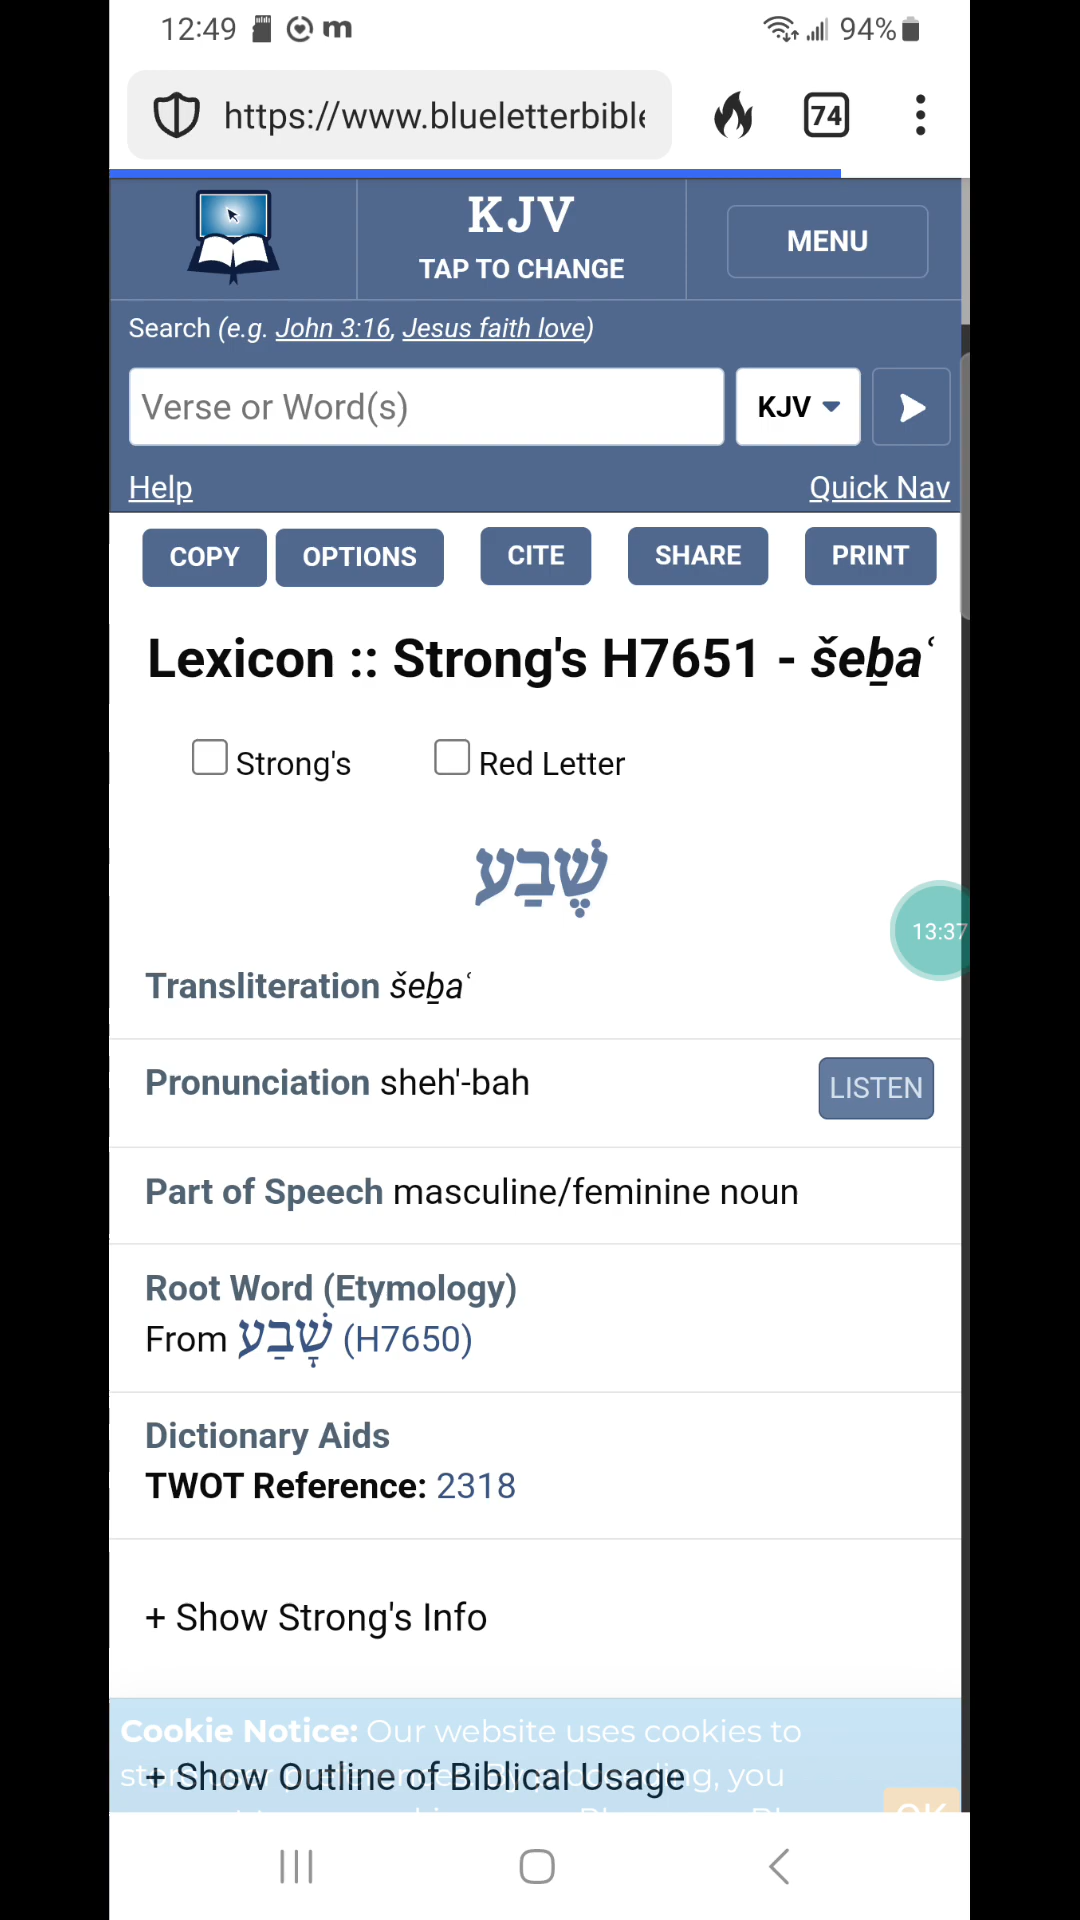 12:49 m 94%
https://www.blueletterbible 74
KJV
TAP TO CHANGE
MENU
Search (e.g. John 3:16, Jesus faith love)
Verse or Word(s) KJV
Help Quick Nav
COPY OPTIONS CITE SHARE PRINT
Lexicon :: Strong's H7651 - šeḇaʿ
Strong's Red Letter
שֶׁבַע
13:37
Transliteration šeḇaʿ
Pronunciation sheh'-bah LISTEN
Part of Speech masculine/feminine noun
Root Word (Etymology)
From שָׁבַע (H7650)
Dictionary Aids
TWOT Reference: 2318
+ Show Strong's Info
Cookie Notice: Our website uses cookies to
+ Show Outline of Biblical Usage
you
OK